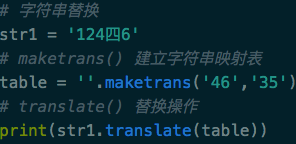 # 字符串替换
str1 = '124四6'
# maketrans() 建立字符串映射表
table = ''.maketrans('46','35')
# translate() 替换操作
print(str1.translate(table))